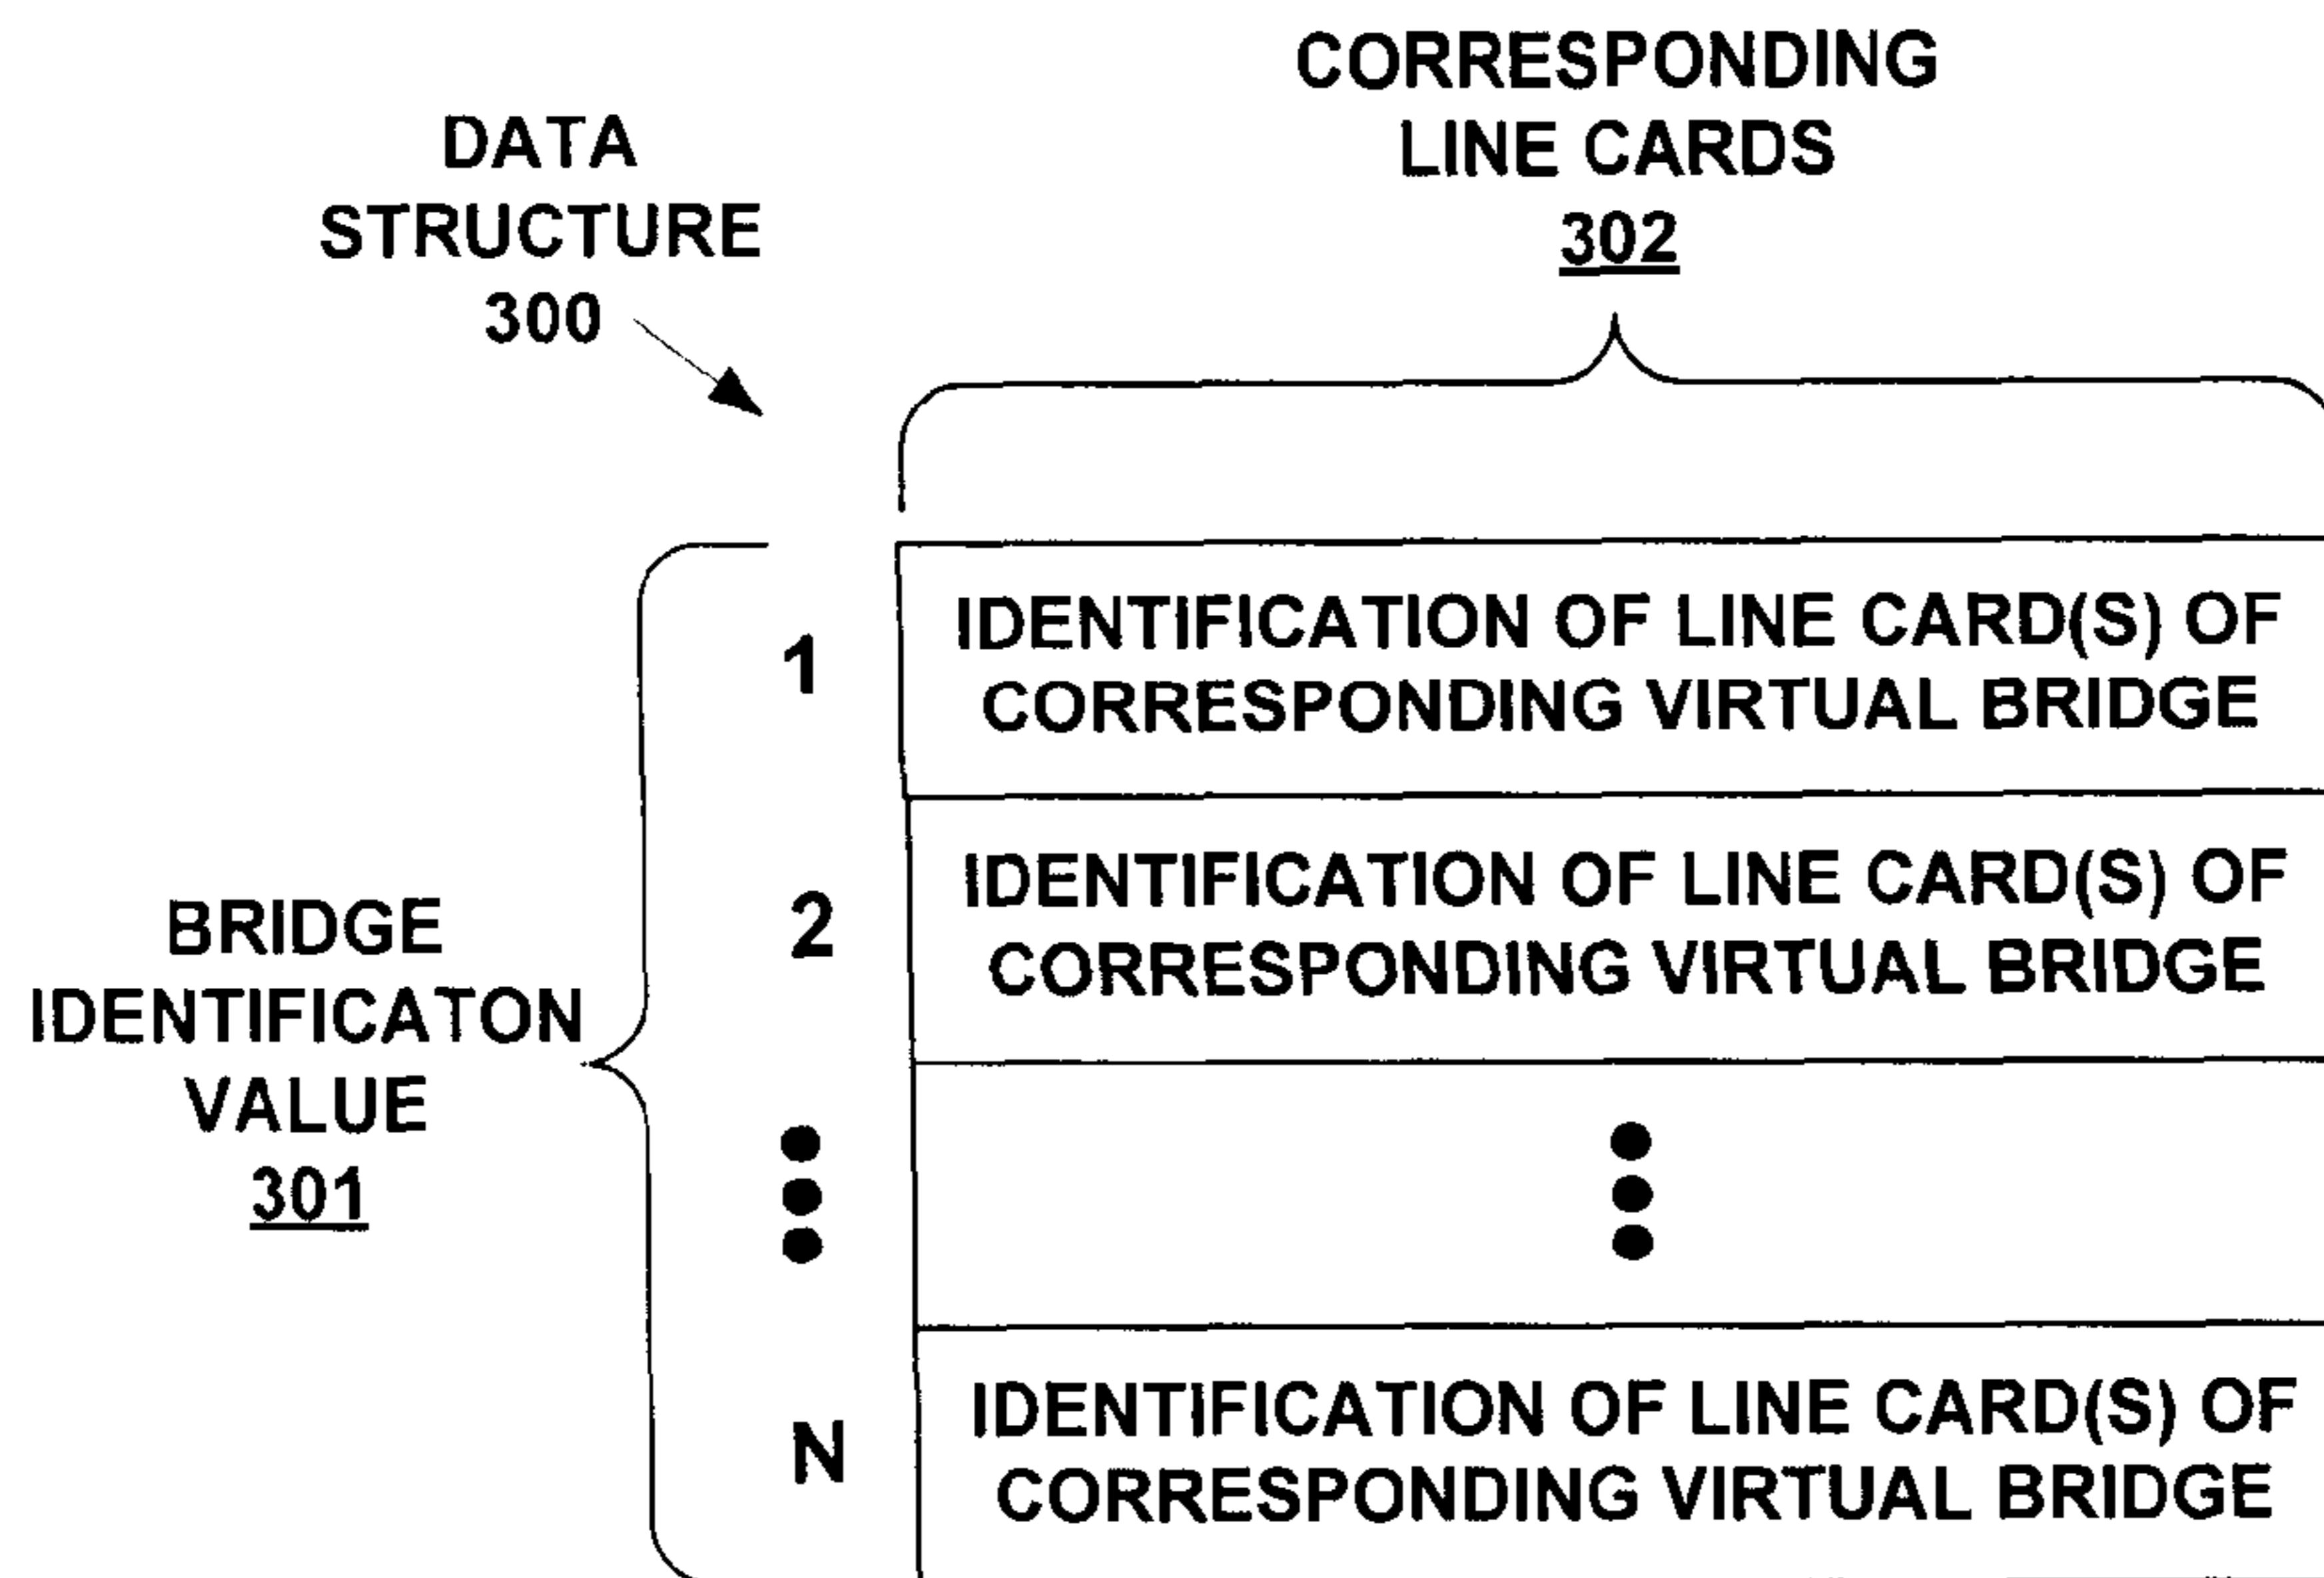 CORRESPONDING
LINE CARDS
302
DATA
STRUCTURE
300
1
IDENTIFICATION OF LINE CARD(S) OF
CORRESPONDING VIRTUAL BRIDGE
2
IDENTIFICATION OF LINE CARD(S) OF
CORRESPONDING VIRTUAL BRIDGE
BRIDGE
IDENTIFICATON
VALUE
301
N
IDENTIFICATION OF LINE CARD(S) OF
CORRESPONDING VIRTUAL BRIDGE